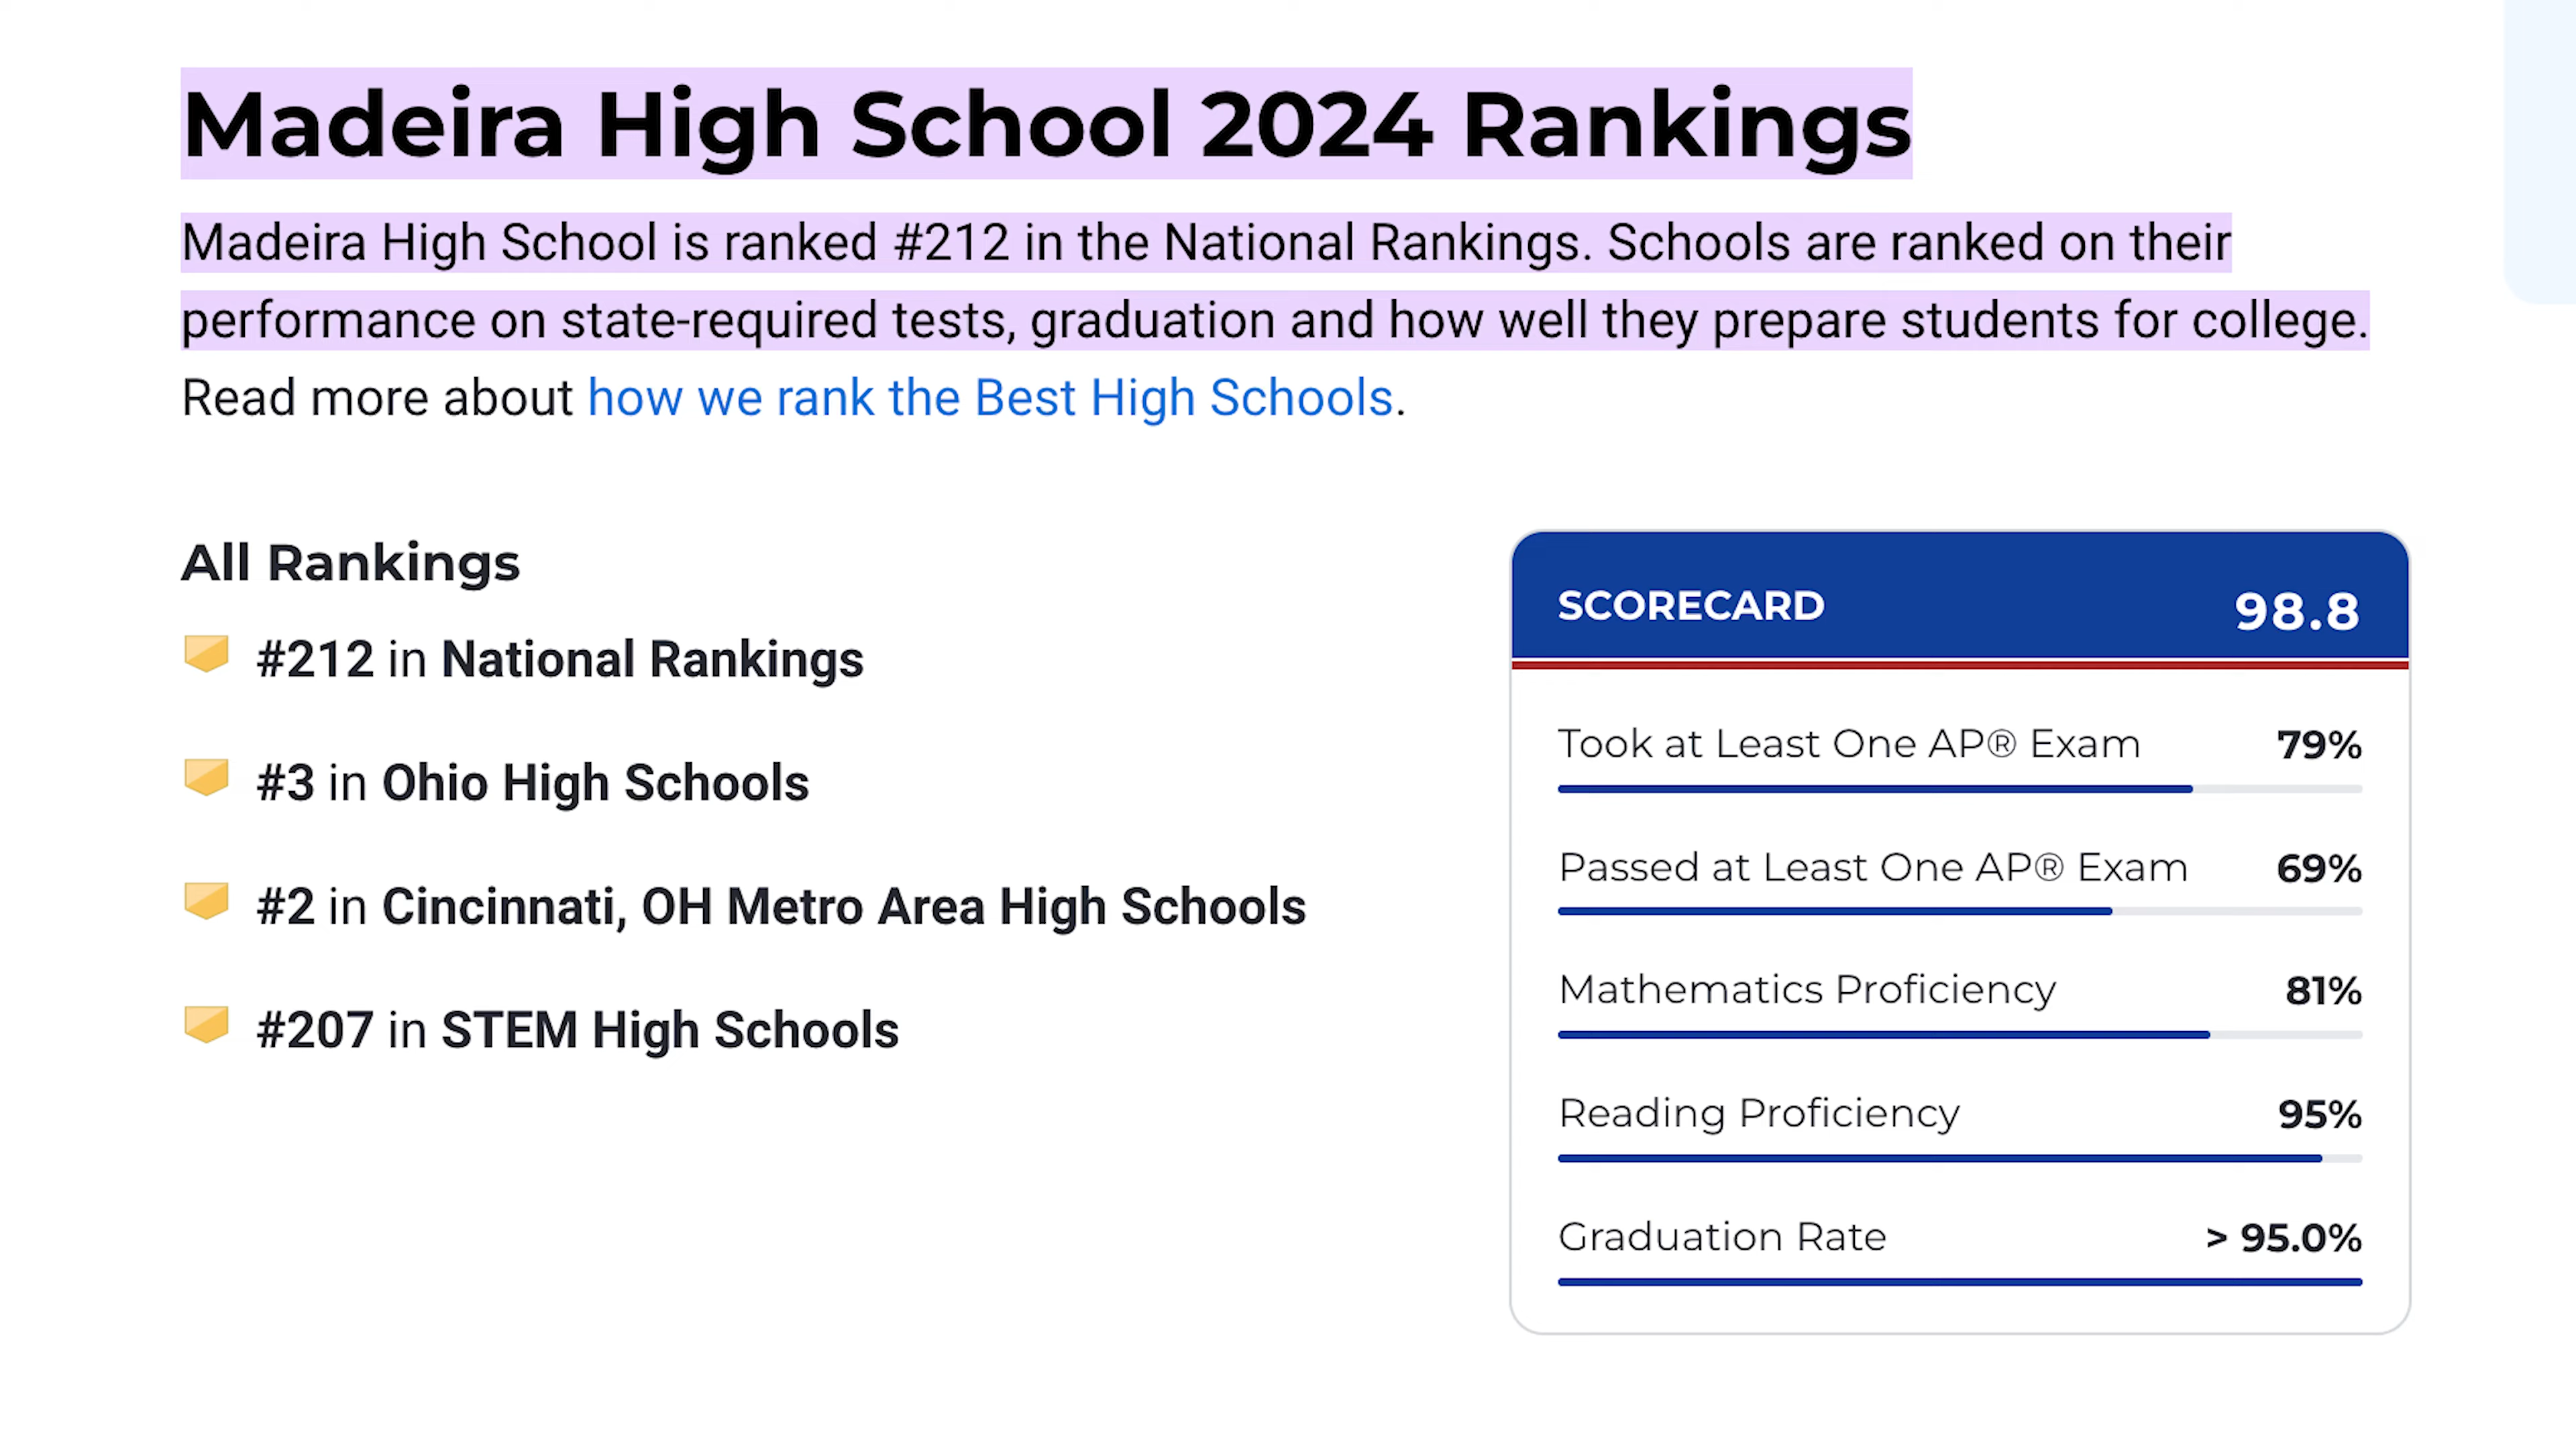 Madeira High School 2024 Rankings
Madeira High School is ranked #212 in the National Rankings. Schools are ranked on their
performance on state-required tests, graduation and how well they prepare students for college.
Read more about how we rank the Best High Schools.
All Rankings
#212 in National Rankings
#3 in Ohio High Schools
#2 in Cincinnati, OH Metro Area High Schools
#207 in STEM High Schools
SCORECARD 98.8
Took at Least One AP® Exam 79%
Passed at Least One AP® Exam 69%
Mathematics Proficiency 81%
Reading Proficiency 95%
Graduation Rate > 95.0%